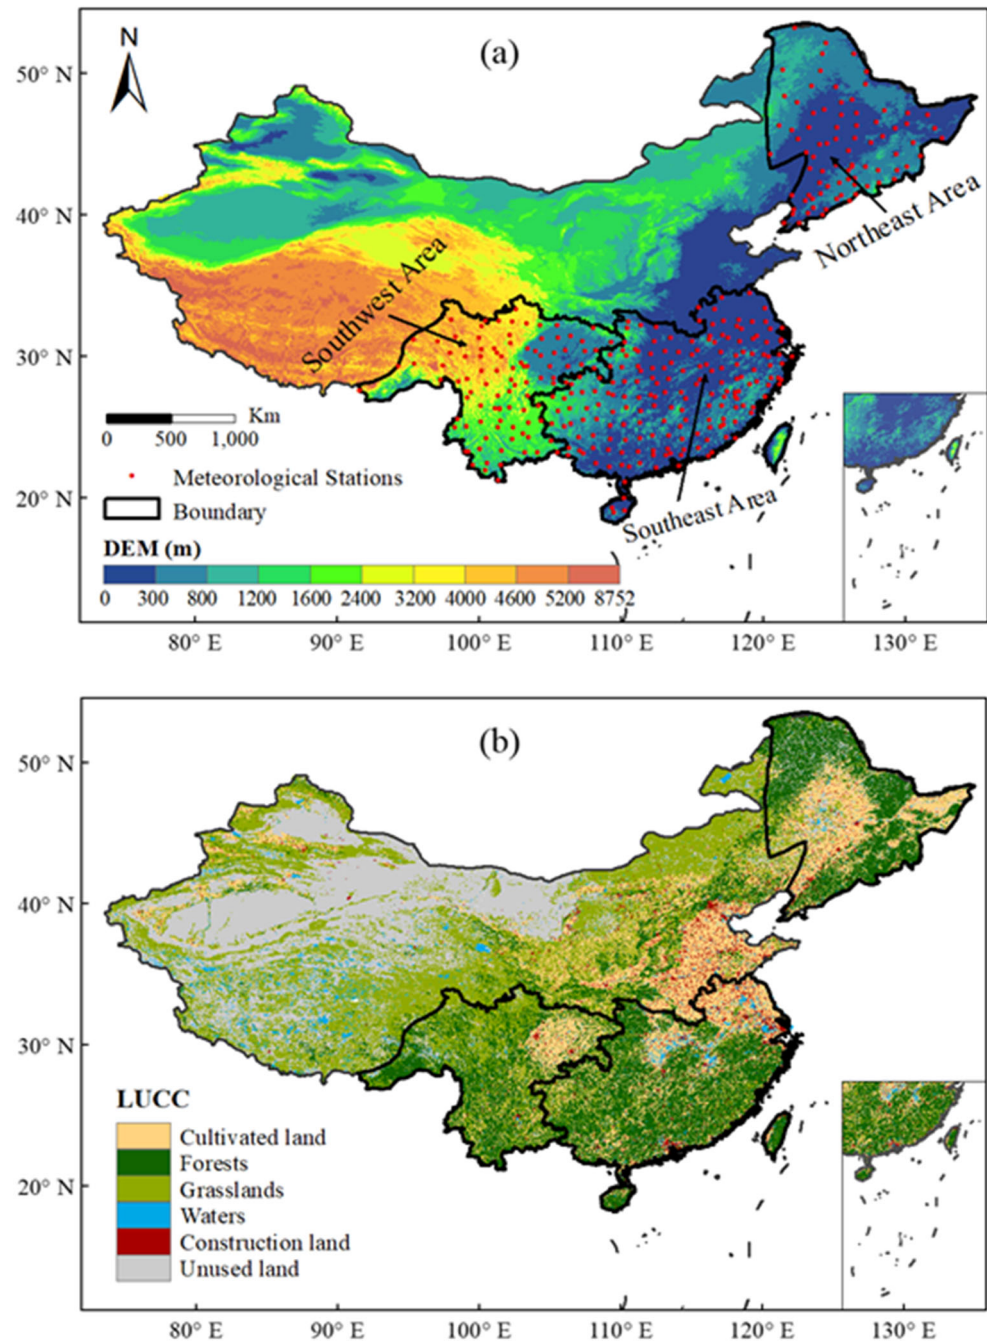 (a)
N
50° N
40° N
30° N
20° N
Northeast Area
Southwest Area
Southeast Area
Km
0 500 1,000
Meteorological Stations
Boundary
DEM (m)
0 300 800 1200 1600 2400 3200 4000 4600 5200 8752
80° E 90° E 100° E 110° E 120° E 130° E
(b)
50° N
40° N
30° N
20° N
LUCC
Cultivated land
Forests
Grasslands
Waters
Construction land
Unused land
80° E 90° E 100° E 110° E 120° E 130° E